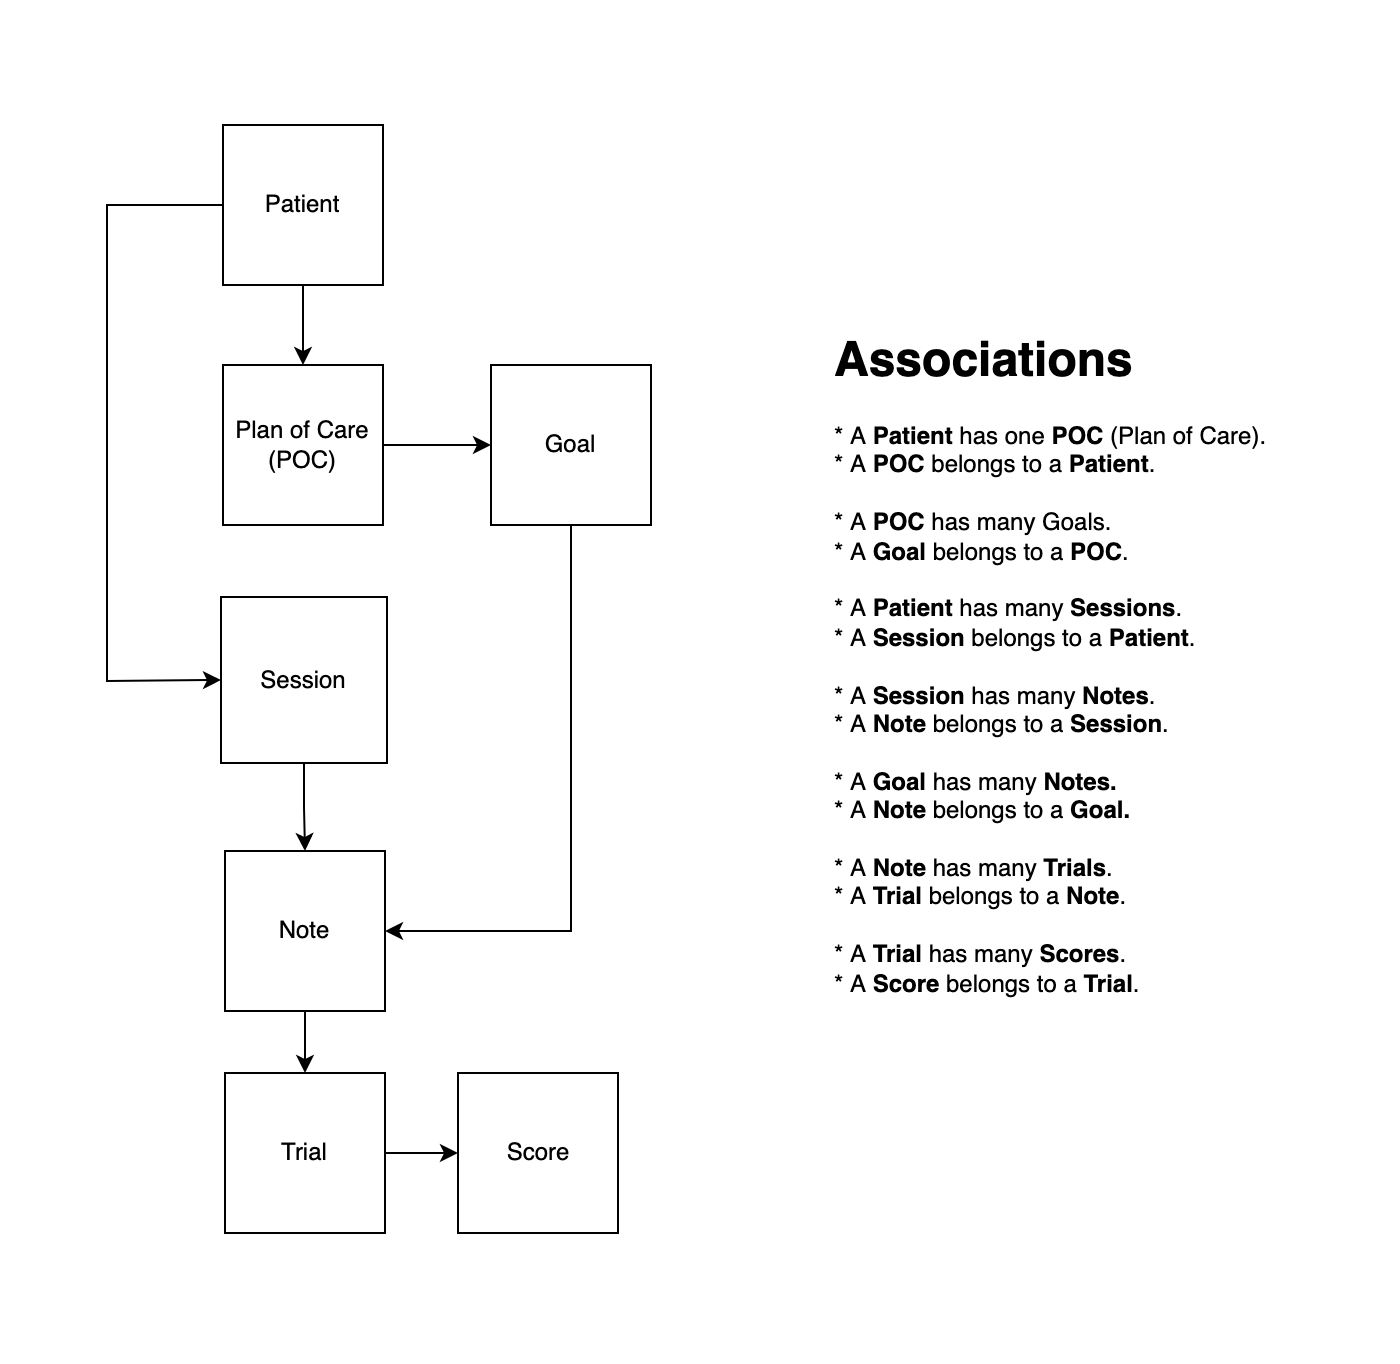 Patient
Plan of Care
(POC)
Goal
Session
Note
Trial
Score
Associations
* A Patient has one POC (Plan of Care).
* A POC belongs to a Patient.
* A POC has many Goals.
* A Goal belongs to a POC.
* A Patient has many Sessions.
* A Session belongs to a Patient.
* A Session has many Notes.
* A Note belongs to a Session.
* A Goal has many Notes.
* A Note belongs to a Goal.
* A Note has many Trials.
* A Trial belongs to a Note.
* A Trial has many Scores.
* A Score belongs to a Trial.